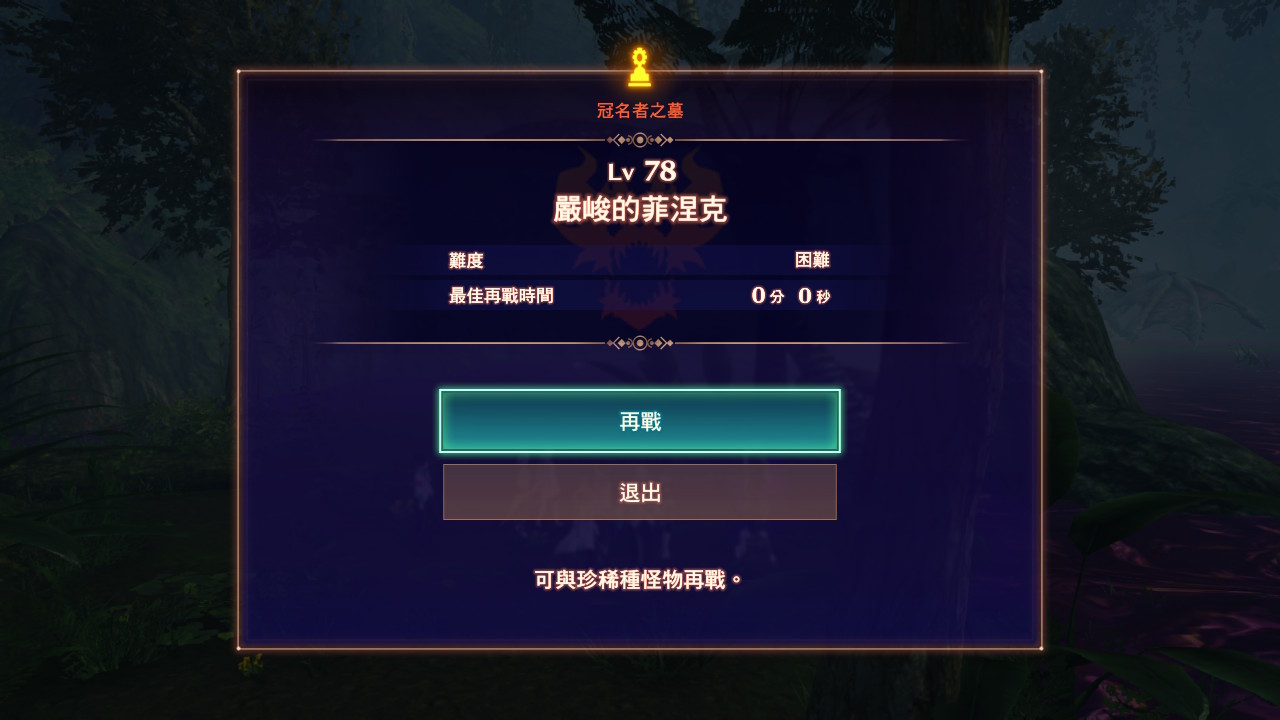 冠名者之墓
Lv 78
嚴峻的菲涅克
難度 困難
最佳再戰時間 0分 0秒
再戰
退出
可與珍稀種怪物再戰。